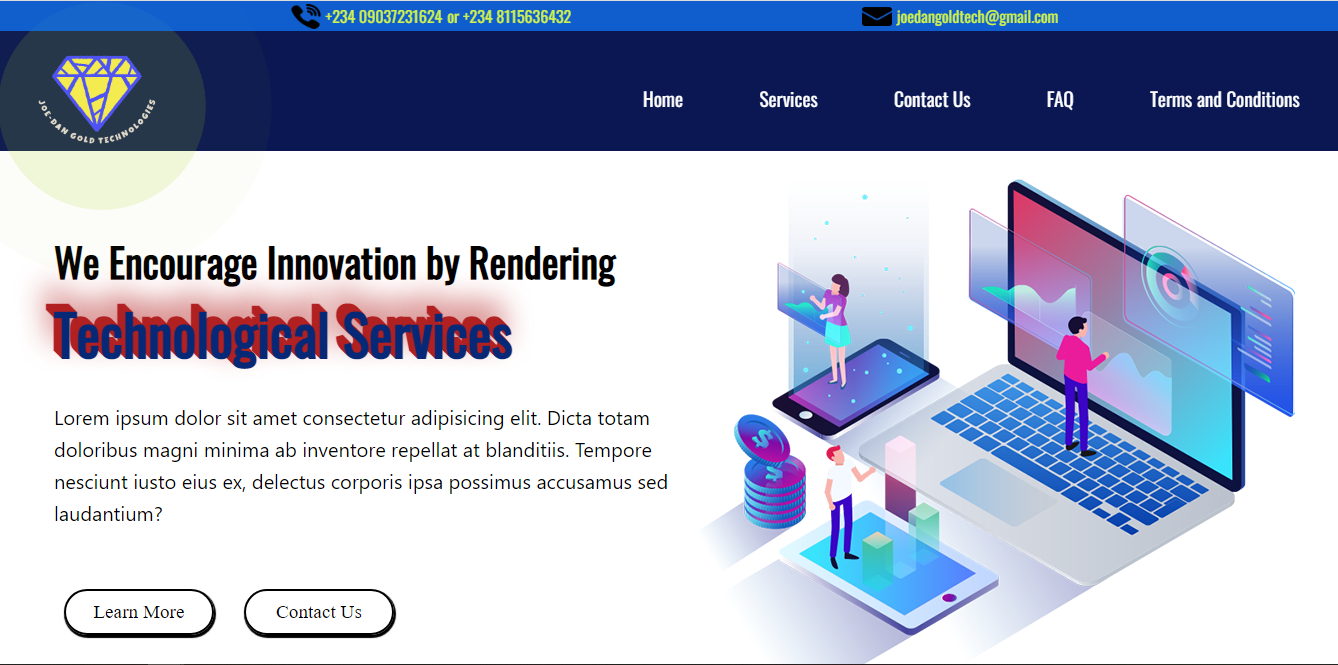 +234 09037231624 or +234 8115636432
joedangoldtech@gmail.com
JOE-DAN GOLD TECHNOLOGIES
Home
Services
Contact Us
FAQ
Terms and Conditions
We Encourage Innovation by Rendering
Technological Services
Lorem ipsum dolor sit amet consectetur adipisicing elit. Dicta totam
doloribus magni minima ab inventore repellat at blanditiis. Tempore
nesciunt iusto eius ex, delectus corporis ipsa possimus accusamus sed
laudantium?
Learn More
Contact Us
$
$